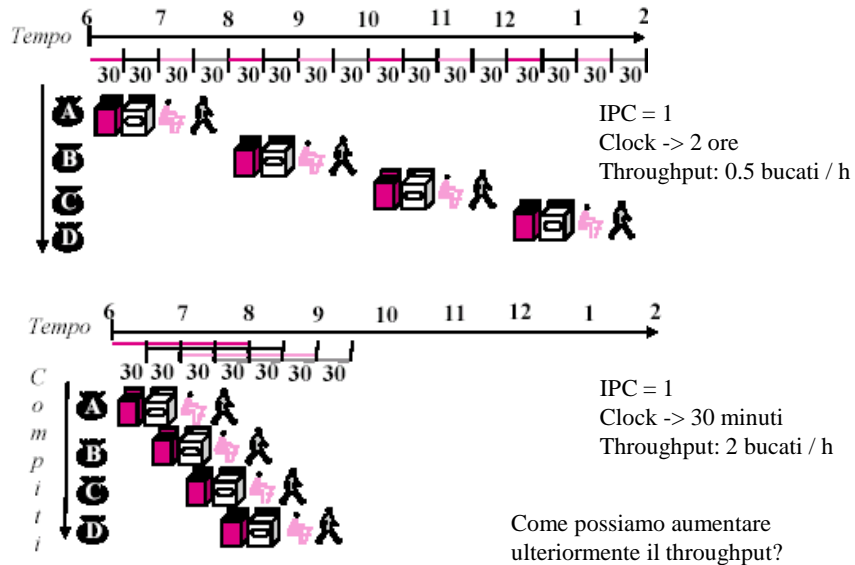 6 7 8 9 10 11 12 1 2
Tempo
30 30 30 30 30 30 30 30 30 30 30 30 30 30 30 30
A
B
C
D
IPC = 1
Clock -> 2 ore
Throughput: 0.5 bucati / h
6 7 8 9 10 11 12 1 2
Tempo
30 30 30 30 30 30 30
Compiti
A
B
C
D
IPC = 1
Clock -> 30 minuti
Throughput: 2 bucati / h
Come possiamo aumentare
ulteriormente il throughput?